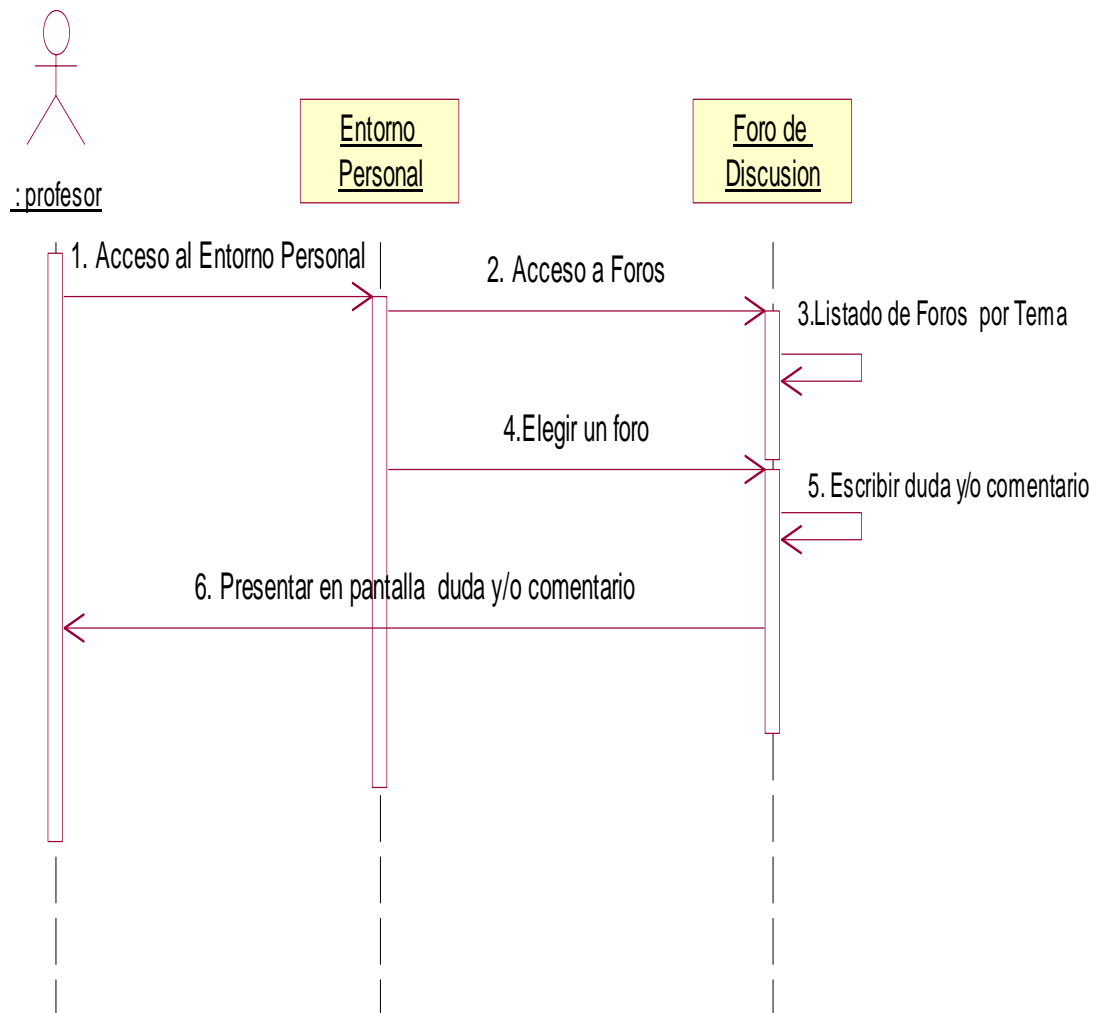 : profesor
Entorno
Personal
Foro de
Discusion
1. Acceso al Entorno Personal
2. Acceso a Foros
3.Listado de Foros por Tema
4.Elegir un foro
5. Escribir duda y/o comentario
6. Presentar en pantalla duda y/o comentario